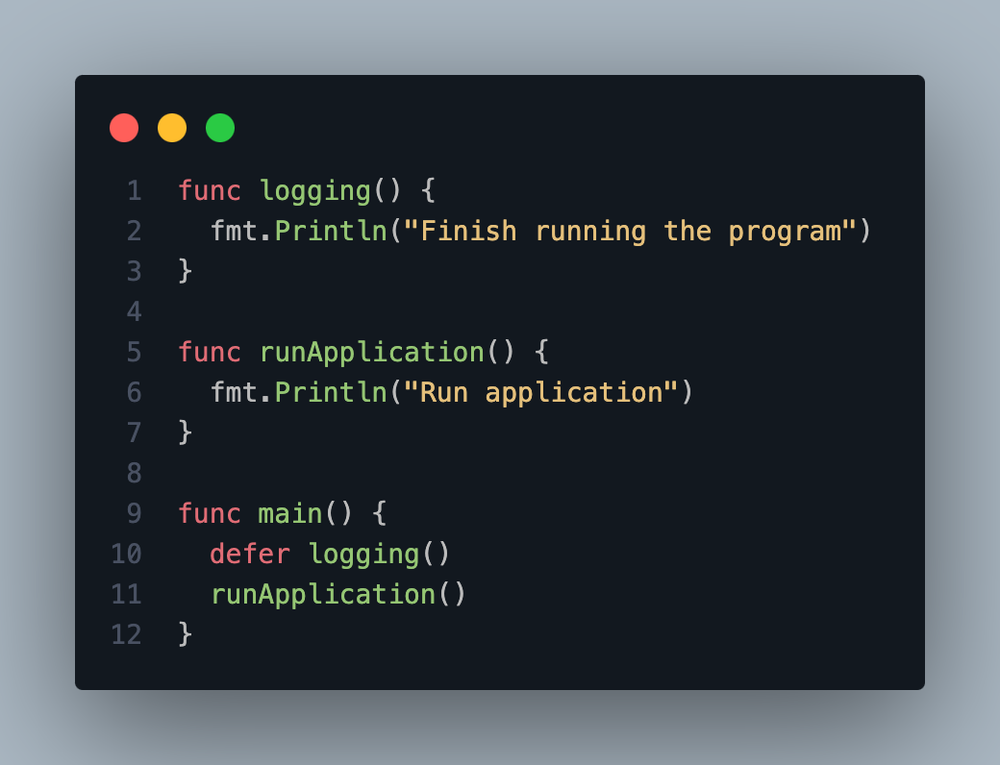 1 func logging() {
2   fmt.Println("Finish running the program")
3 }
4
5 func runApplication() {
6   fmt.Println("Run application")
7 }
8
9 func main() {
10   defer logging()
11   runApplication()
12 }